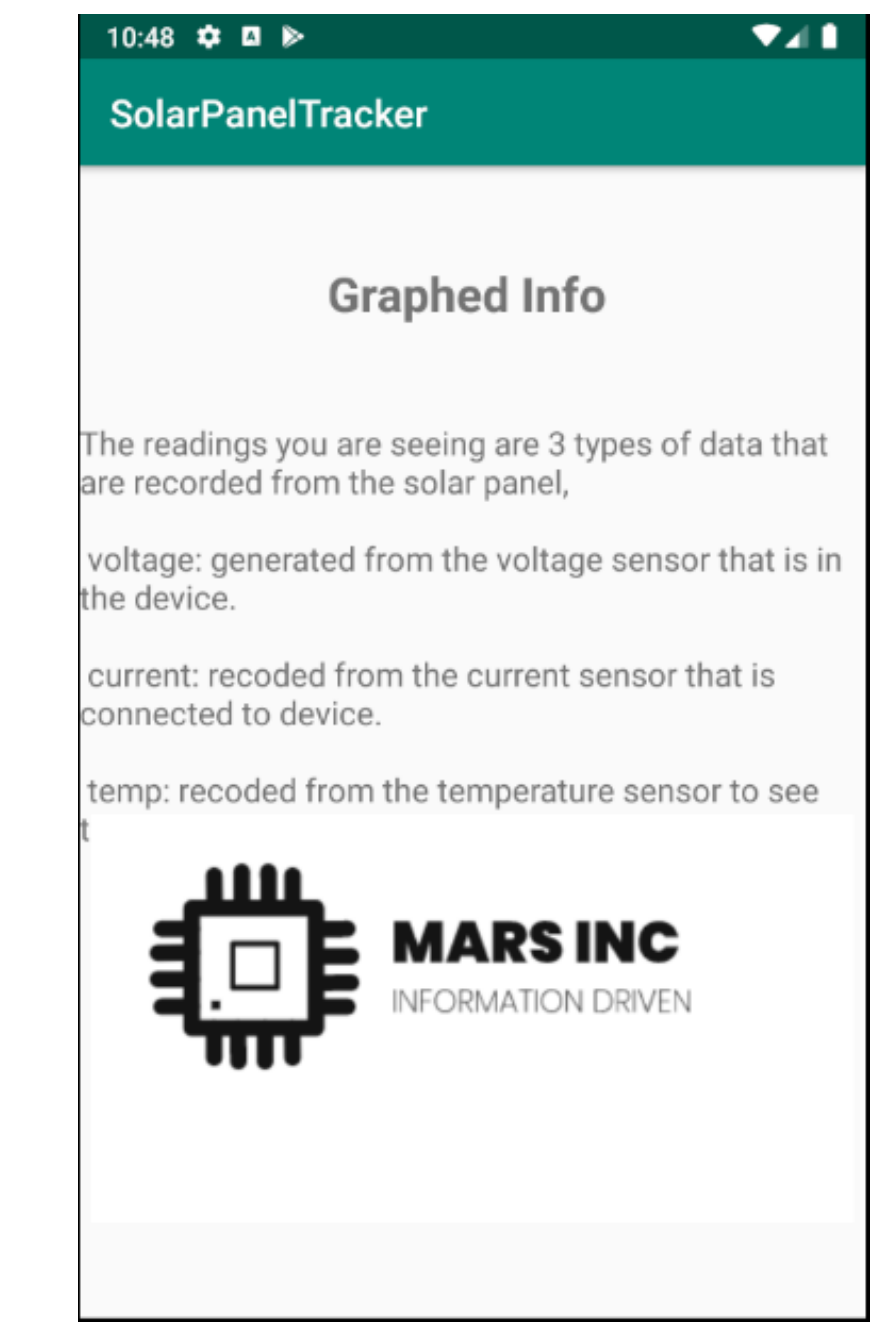 10:48
SolarPanelTracker
Graphed Info
The readings you are seeing are 3 types of data that
are recorded from the solar panel,
voltage: generated from the voltage sensor that is in
the device.
current: recoded from the current sensor that is
connected to device.
temp: recoded from the temperature sensor to see
MARS INC
INFORMATION DRIVEN